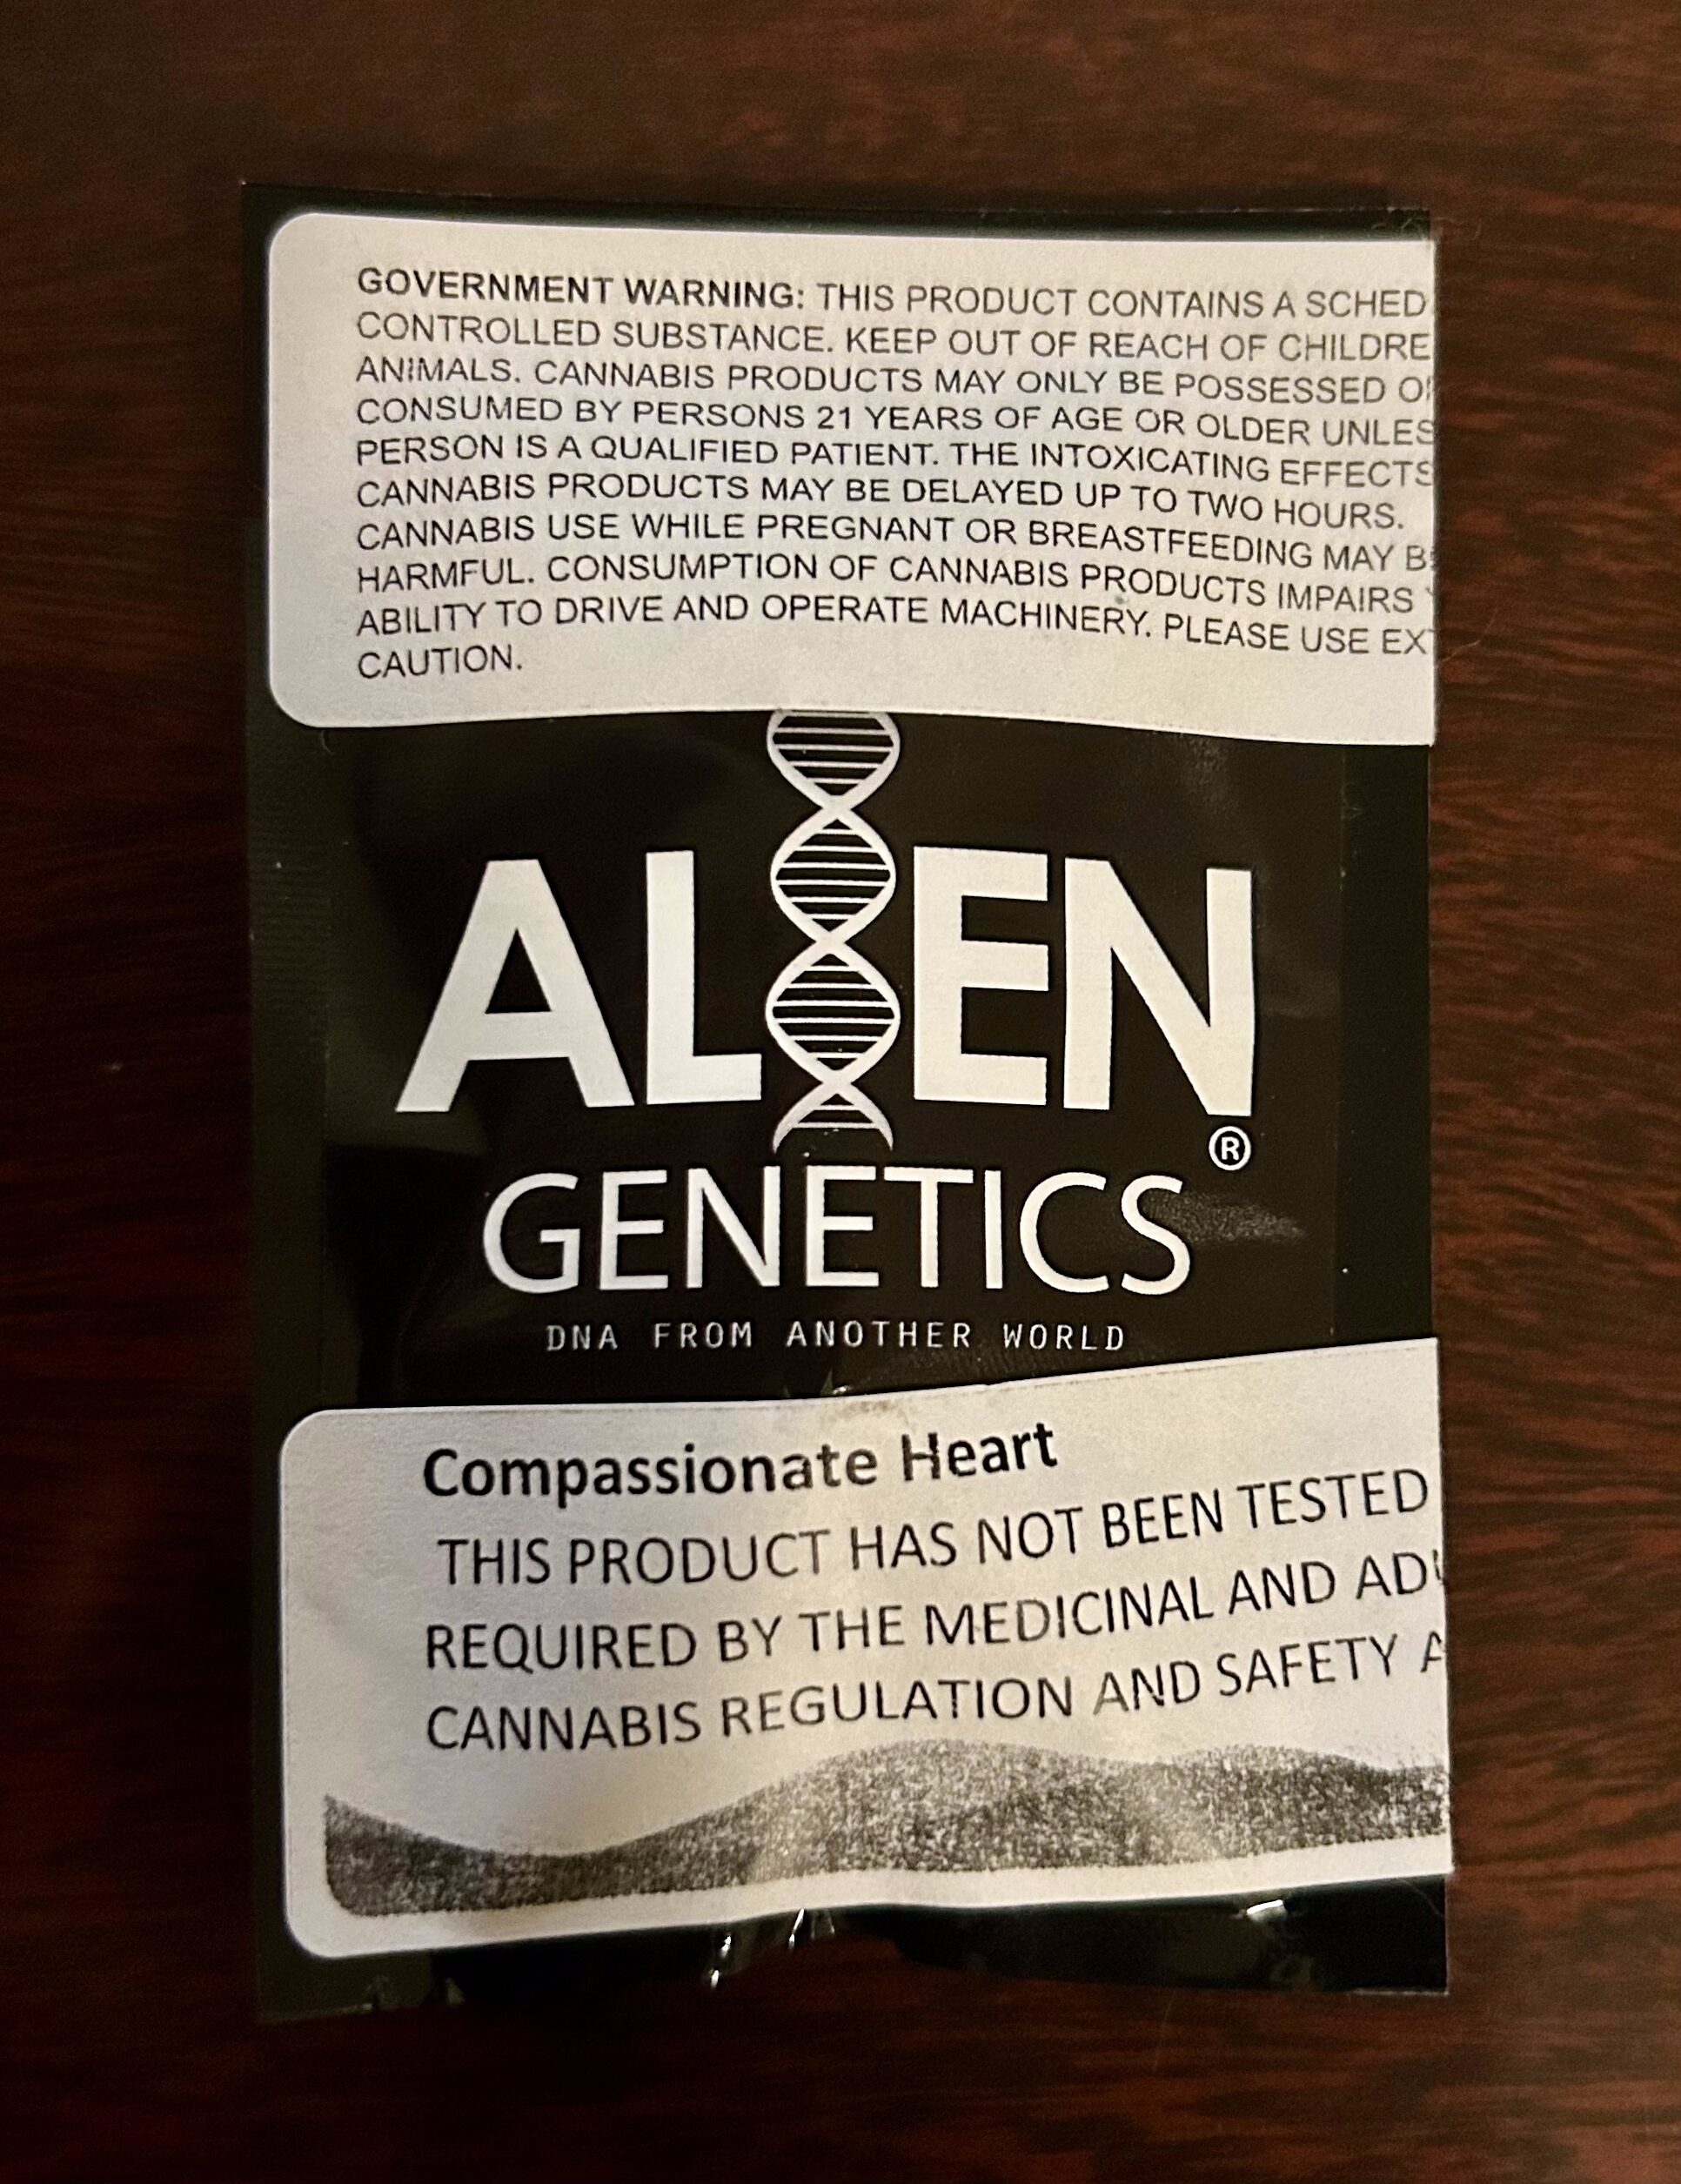 GOVERNMENT WARNING: THIS PRODUCT CONTAINS A SCHED
CONTROLLED SUBSTANCE. KEEP OUT OF REACH OF CHILDRE
ANIMALS. CANNABIS PRODUCTS MAY ONLY BE POSSESSED O
CONSUMED BY PERSONS 21 YEARS OF AGE OR OLDER UNLES
PERSON IS A QUALIFIED PATIENT. THE INTOXICATING EFFECTS
CANNABIS PRODUCTS MAY BE DELAYED UP TO TWO HOURS.
CANNABIS USE WHILE PREGNANT OR BREASTFEEDING MAY B
HARMFUL. CONSUMPTION OF CANNABIS PRODUCTS IMPAIRS
ABILITY TO DRIVE AND OPERATE MACHINERY. PLEASE USE EX
CAUTION.
ALIEN
GENETICS®
DNA FROM ANOTHER WORLD
Compassionate Heart
THIS PRODUCT HAS NOT BEEN TESTED
REQUIRED BY THE MEDICINAL AND AD
CANNABIS REGULATION AND SAFETY A